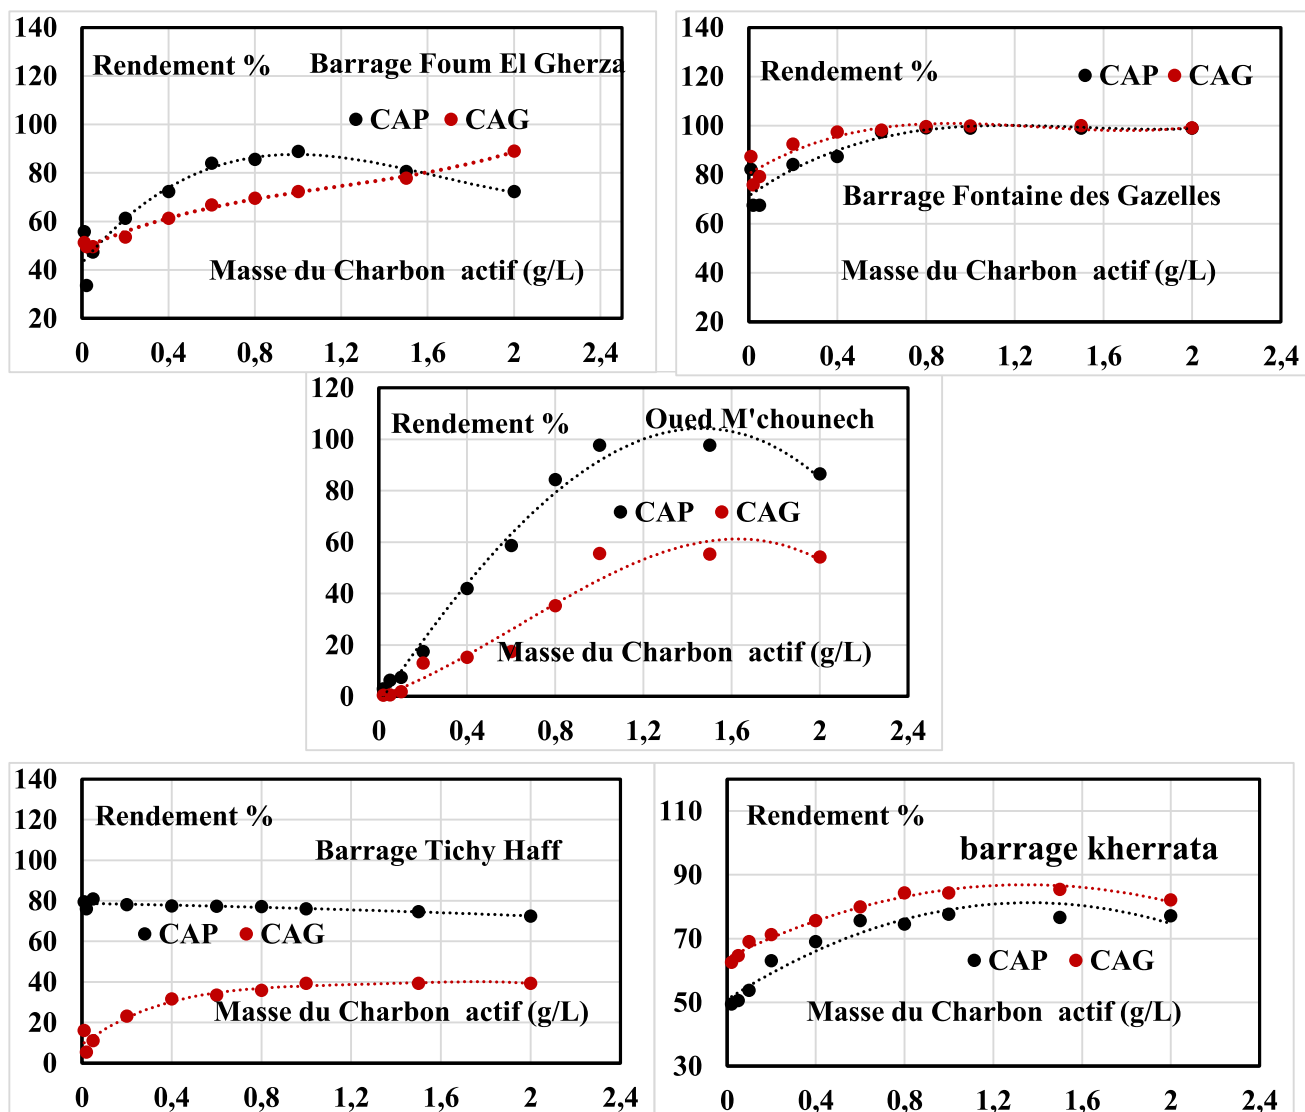 140
120
100
80
60
40
20
Rendement %
Barrage Foum El Gherza
CAP CAG
Masse du Charbon actif (g/L)
0 0,4 0,8 1,2 1,6 2 2,4
140
120
100
80
60
40
20
Rendement %
CAP CAG
Barrage Fontaine des Gazelles
Masse du Charbon actif (g/L)
0 0,4 0,8 1,2 1,6 2 2,4
120
100
80
60
40
20
0
Rendement %
Oued M'chounech
CAP CAG
Masse du Charbon actif (g/L)
0 0,4 0,8 1,2 1,6 2 2,4
140
120
100
80
60
40
20
0
Rendement %
Barrage Tichy Haff
CAP CAG
Masse du Charbon actif (g/L)
0 0,4 0,8 1,2 1,6 2 2,4
110
90
70
50
30
Rendement %
barrage kherrata
CAP CAG
Masse du Charbon actif (g/L)
0 0,4 0,8 1,2 1,6 2 2,4